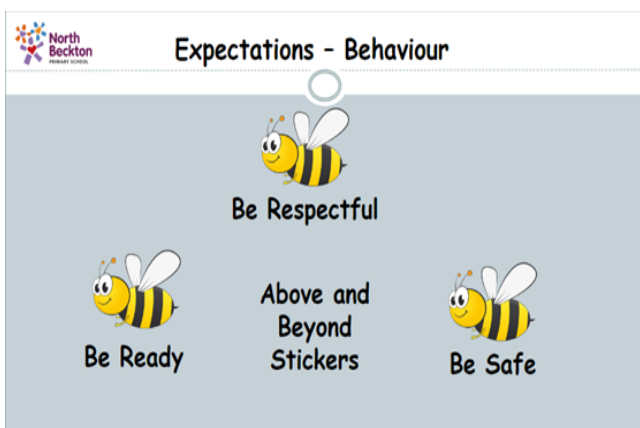 North
Beckton
PRIMARY SCHOOL
Expectations – Behaviour
Be Respectful
Above and
Beyond
Stickers
Be Ready
Be Safe